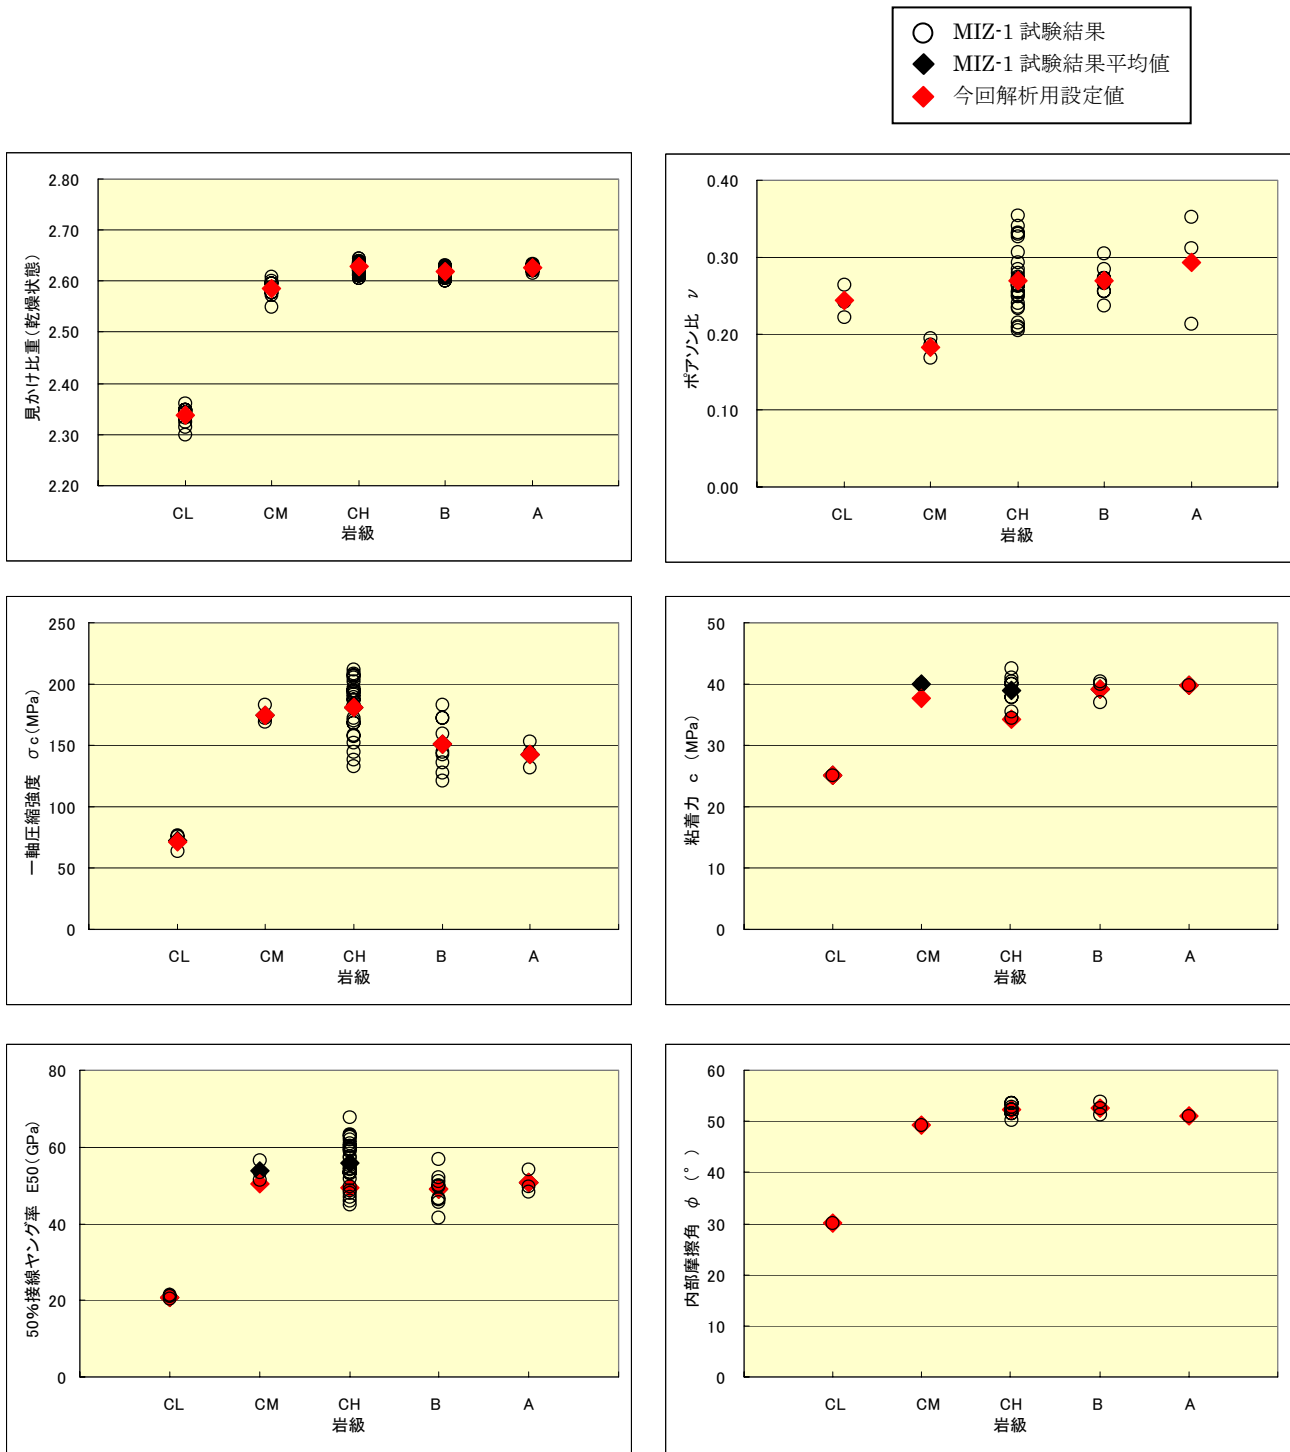 MIZ-1 試験結果
MIZ-1 試験結果平均値
今回解析用設定値
見かけ比重(乾燥状態)
2.80
2.70
2.60
2.50
2.40
2.30
2.20
CL CM CH B A
岩級
ポアソン比 ν
0.40
0.30
0.20
0.10
0.00
CL CM CH B A
岩級
一軸圧縮強度 σc(MPa)
250
200
150
100
50
0
CL CM CH B A
岩級
粘着力 c (MPa)
50
40
30
20
10
0
CL CM CH B A
岩級
50%接線ヤング率 E50(GPa)
80
60
40
20
0
CL CM CH B A
岩級
内部摩擦角 φ (°)
60
50
40
30
20
10
0
CL CM CH B A
岩級